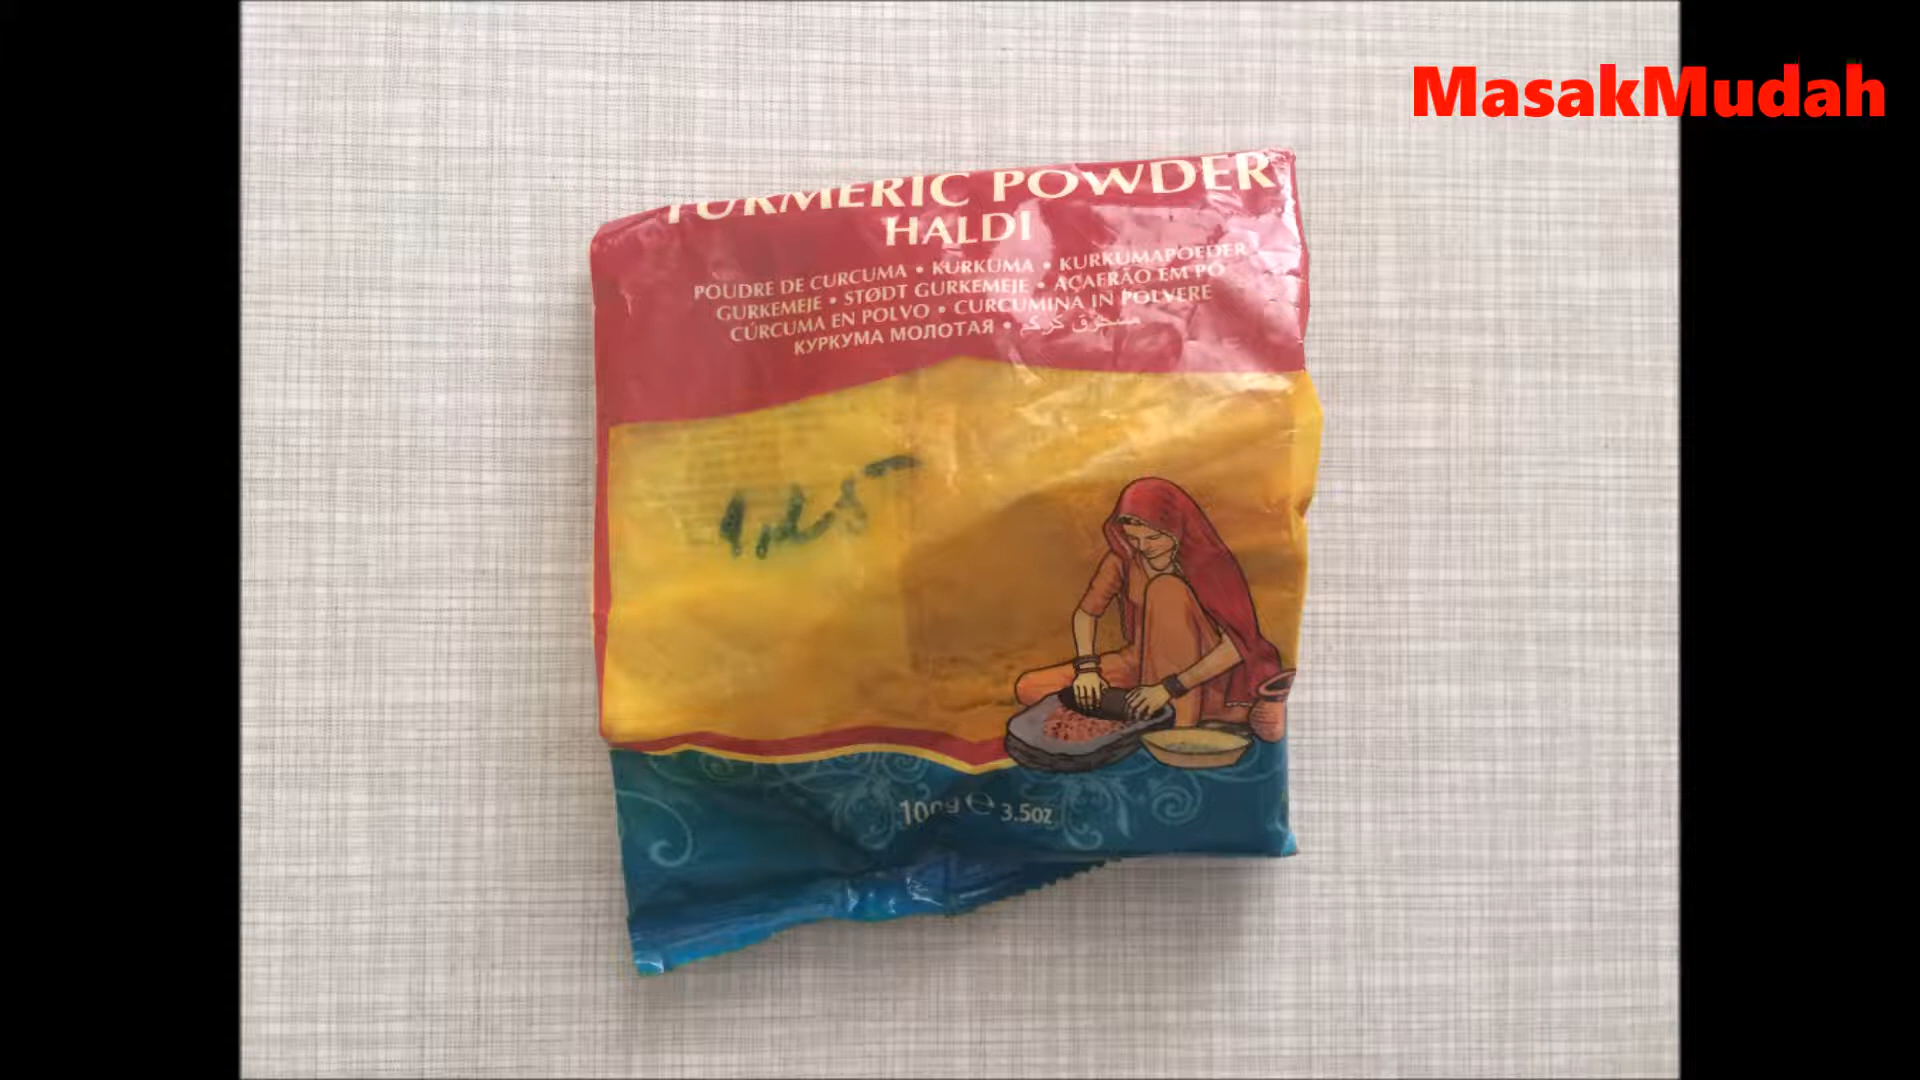 MasakMudah
TURMERIC POWDER
HALDI
POUDRE DE CURCUMA • KURKUMA • KURKUMAPOEDER
GURKEMEJE • STØDT GURKEMEJE • AÇAFRÃO EM PÓ
CÚRCUMA EN POLVO • CURCUMINA IN POLVERE
КУРКУМА МОЛОТАЯ •
100g ℮ 3.5oz